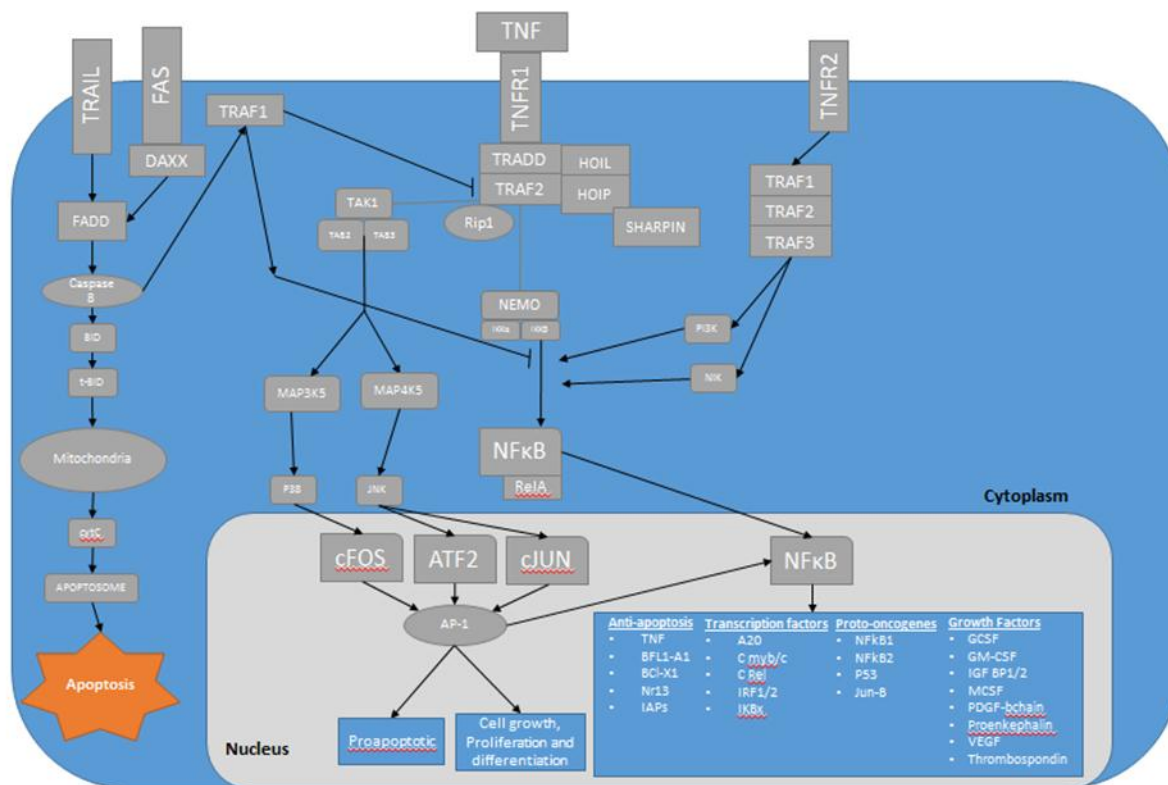 TNF
TRAIL
FAS
TNFR1
TNFR2
TRAF1
DAXX
TRADD
HOIL
TRAF2
HOIP
TRAF1
TRAF2
TRAF3
TAK1
TAB2
TAB3
Rip1
SHARPIN
FADD
Caspase
8
NEMO
IKKα
IKKβ
BID
PI3K
t-BID
MAP3K5
MAP4K5
NIK
Mitochondria
NFκB
RelA
P38
JNK
Cytoplasm
cytC
cFOS
ATF2
cJUN
NFκB
APOPTOSOME
AP-1
Apoptosis
Anti-apoptosis
• TNF
• BFL1-A1
• BCl-X1
• Nr13
• IAPs
Transcription factors
• A20
• C myb/c
• C Rel
• IRF1/2
• IKBx
Proto-oncogenes
• NFkB1
• NFkB2
• P53
• Jun-B
Growth Factors
• GCSF
• GM-CSF
• IGF BP1/2
• MCSF
• PDGF-bchain
• Proenkephalin
• VEGF
• Thrombospondin
Proapoptotic
Cell growth,
Proliferation and
differentiation
Nucleus